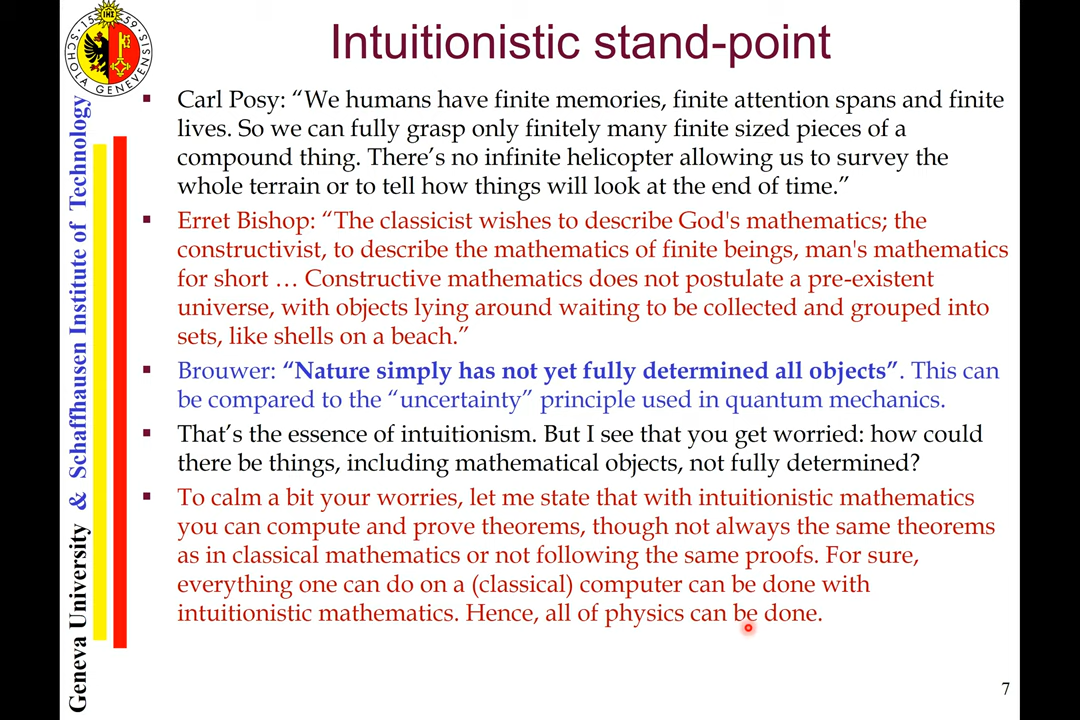 Intuitionistic stand-point
SCHOLA GENEVENSIS
1559
IHS
Geneva University & Schaffhausen Institute of Technology
▪ Carl Posy: “We humans have finite memories, finite attention spans and finite
lives. So we can fully grasp only finitely many finite sized pieces of a
compound thing. There’s no infinite helicopter allowing us to survey the
whole terrain or to tell how things will look at the end of time.”
▪ Erret Bishop: “The classicist wishes to describe God's mathematics; the
constructivist, to describe the mathematics of finite beings, man's mathematics
for short … Constructive mathematics does not postulate a pre-existent
universe, with objects lying around waiting to be collected and grouped into
sets, like shells on a beach.”
▪ Brouwer: “Nature simply has not yet fully determined all objects”. This can
be compared to the “uncertainty” principle used in quantum mechanics.
▪ That’s the essence of intuitionism. But I see that you get worried: how could
there be things, including mathematical objects, not fully determined?
▪ To calm a bit your worries, let me state that with intuitionistic mathematics
you can compute and prove theorems, though not always the same theorems
as in classical mathematics or not following the same proofs. For sure,
everything one can do on a (classical) computer can be done with
intuitionistic mathematics. Hence, all of physics can be done.
7